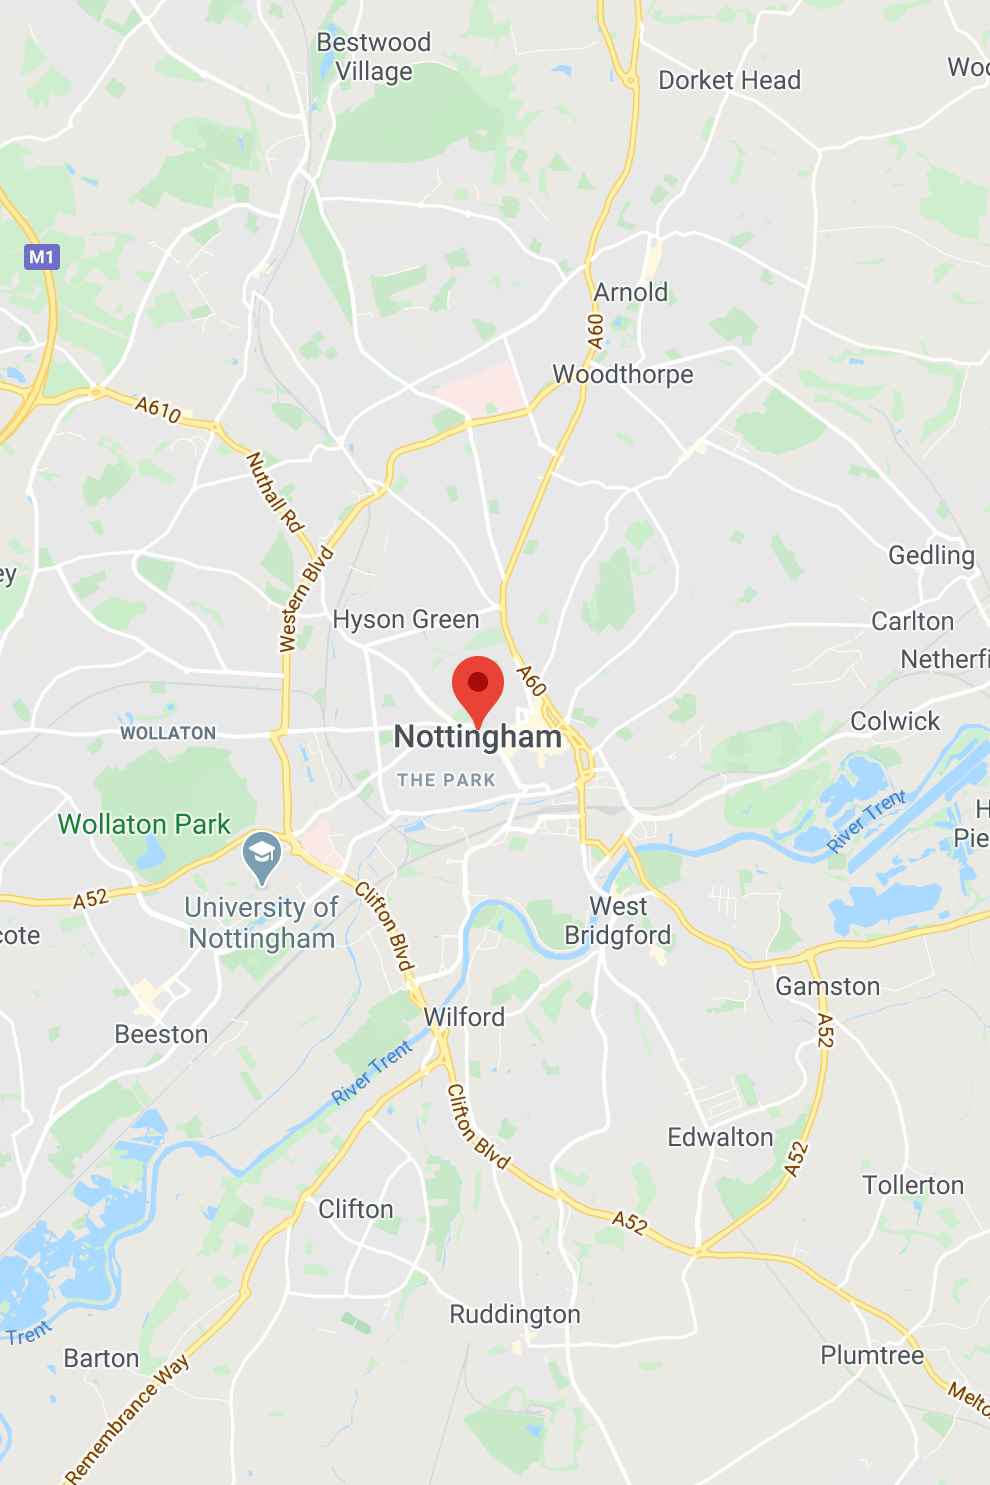 Bestwood
Village
Dorket Head
Woo
M1
Arnold
A60
Woodthorpe
A610
Nuthall Rd
Gedling
Western Blvd
ey
Hyson Green
Carlton
Netherfi
A60
Colwick
WOLLATON
Nottingham
THE PARK
River Trent
Wollaton Park
H
Pie
A52
University of
Nottingham
Clifton Blvd
West
Bridgford
cote
Gamston
Wilford
A52
Beeston
River Trent
Clifton Blvd
Edwalton
A52
Tollerton
Clifton
A52
Ruddington
Trent
Barton
Plumtree
Remembrance Way
Melto